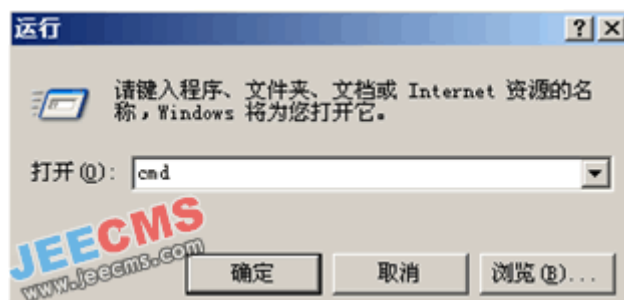 运行
请键入程序、文件夹、文档或 Internet 资源的名
称，Windows 将为您打开它。
打开(O): cmd
JEECMS
www.jeecms.com
确定 取消 浏览(B)...